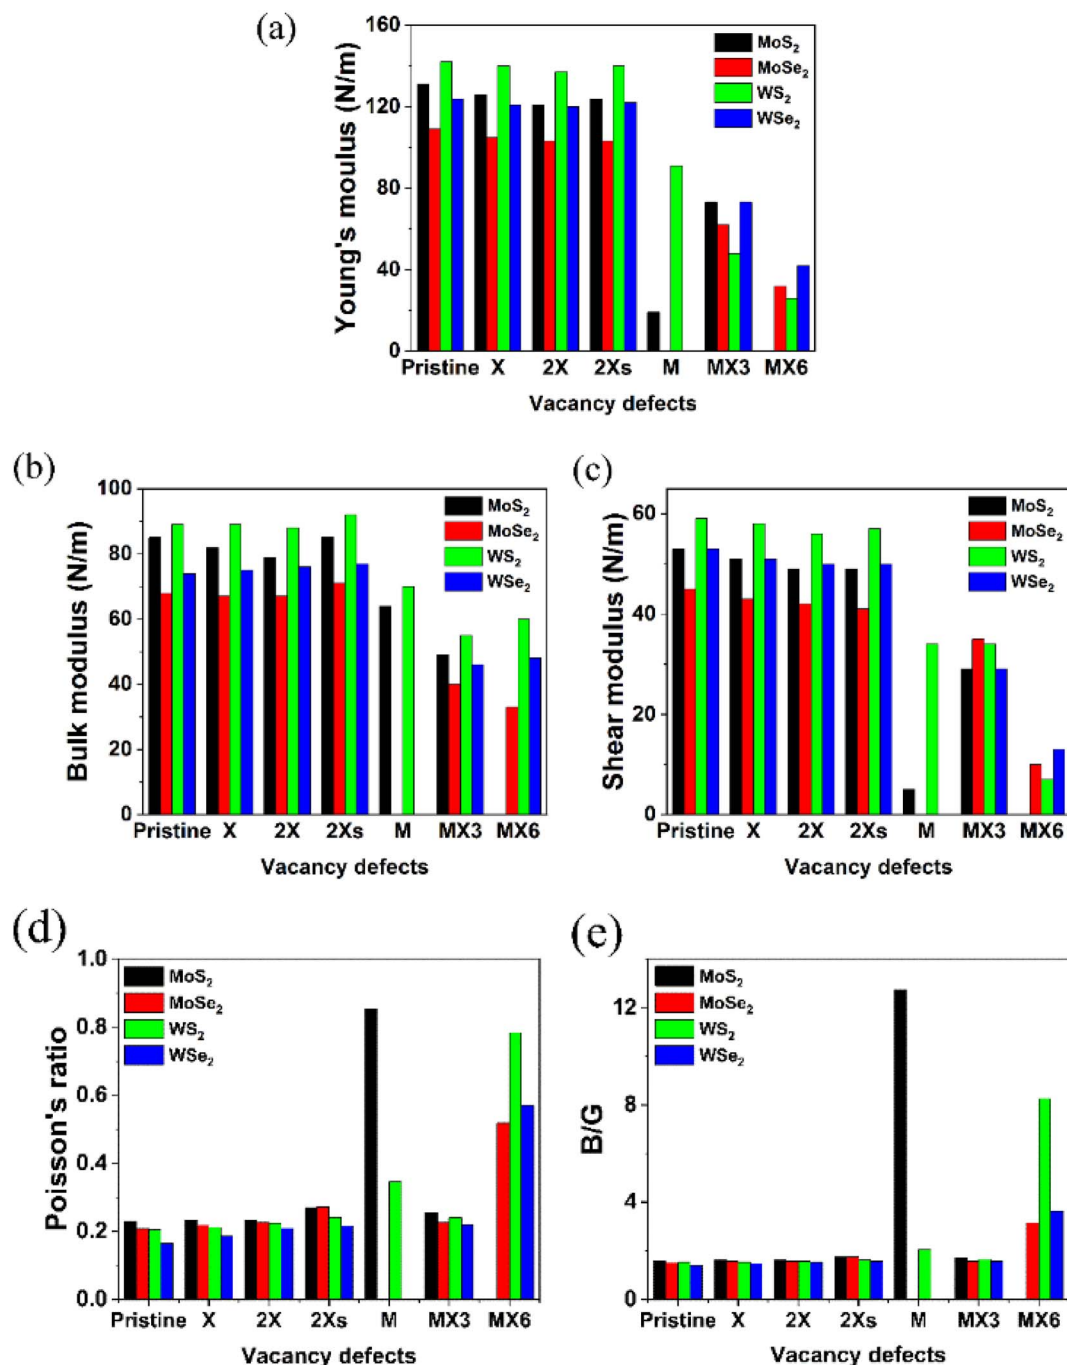 (a)
160
120
80
40
0
Young's moulus (N/m)
MoS₂
MoSe₂
WS₂
WSe₂
Pristine X 2X 2Xs M MX3 MX6
Vacancy defects
(b)
100
80
60
40
20
0
Bulk modulus (N/m)
MoS₂
MoSe₂
WS₂
WSe₂
Pristine X 2X 2Xs M MX3 MX6
Vacancy defects
(c)
60
40
20
0
Shear modulus (N/m)
MoS₂
MoSe₂
WS₂
WSe₂
Pristine X 2X 2Xs M MX3 MX6
Vacancy defects
(d)
1.0
0.8
0.6
0.4
0.2
0.0
Poisson's ratio
MoS₂
MoSe₂
WS₂
WSe₂
Pristine X 2X 2Xs M MX3 MX6
Vacancy defects
(e)
12
8
4
0
B/G
MoS₂
MoSe₂
WS₂
WSe₂
Pristine X 2X 2Xs M MX3 MX6
Vacancy defects